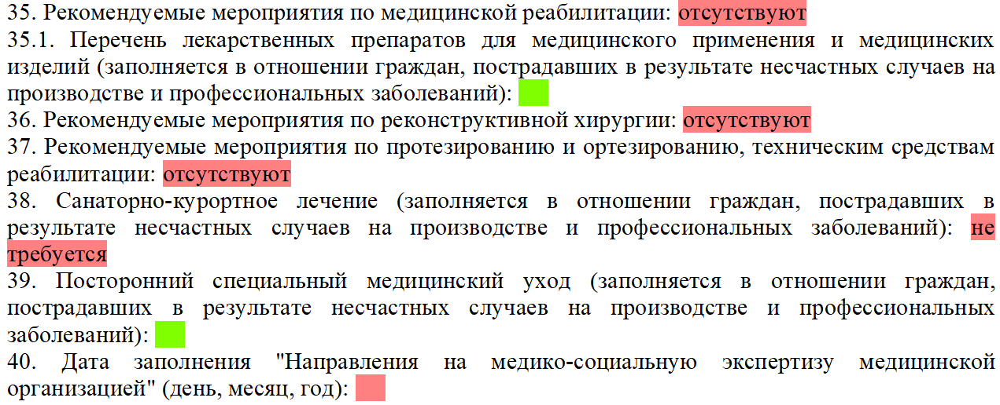 35. Рекомендуемые мероприятия по медицинской реабилитации: отсутствуют
35.1. Перечень лекарственных препаратов для медицинского применения и медицинских
изделий (заполняется в отношении граждан, пострадавших в результате несчастных случаев на
производстве и профессиональных заболеваний):
36. Рекомендуемые мероприятия по реконструктивной хирургии: отсутствуют
37. Рекомендуемые мероприятия по протезированию и ортезированию, техническим средствам
реабилитации: отсутствуют
38. Санаторно-курортное лечение (заполняется в отношении граждан, пострадавших в
результате несчастных случаев на производстве и профессиональных заболеваний): не
требуется
39. Посторонний специальный медицинский уход (заполняется в отношении граждан,
пострадавших в результате несчастных случаев на производстве и профессиональных
заболеваний):
40. Дата заполнения "Направления на медико-социальную экспертизу медицинской
организацией" (день, месяц, год):